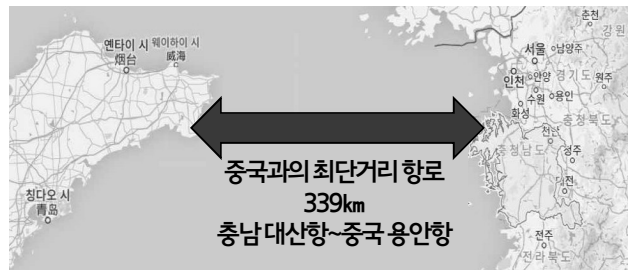 춘천
강원
옌타이 시
웨이하이 시
烟台
威海
서울
남양주
인천
안양
경기도
원주
수원
용인
화성
충청북도
천안
충청남도
청주
대전
중국과의 최단거리 항로
339km
충남 대산항~중국 용안항
칭다오 시
青岛
전주
전라북도